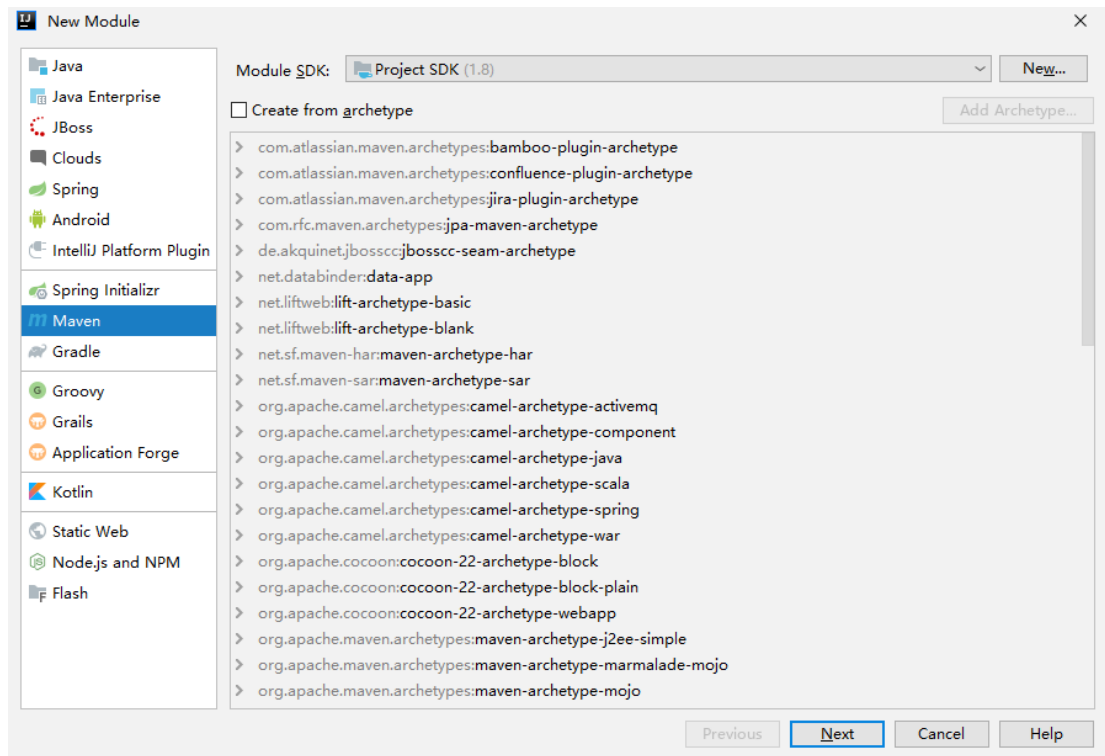 New Module
Java
Java Enterprise
JBoss
Clouds
Spring
Android
IntelliJ Platform Plugin
Spring Initializr
Maven
Gradle
Groovy
Grails
Application Forge
Kotlin
Static Web
Node.js and NPM
Flash
Module SDK: Project SDK (1.8) New...
Create from archetype Add Archetype...
com.atlassian.maven.archetypes:bamboo-plugin-archetype
com.atlassian.maven.archetypes:confluence-plugin-archetype
com.atlassian.maven.archetypes:jira-plugin-archetype
com.rfc.maven.archetypes:jpa-maven-archetype
de.akquinet.jbosscc:jbosscc-seam-archetype
net.databinder:data-app
net.liftweb:lift-archetype-basic
net.liftweb:lift-archetype-blank
net.sf.maven-har:maven-archetype-har
net.sf.maven-sar:maven-archetype-sar
org.apache.camel.archetypes:camel-archetype-activemq
org.apache.camel.archetypes:camel-archetype-component
org.apache.camel.archetypes:camel-archetype-java
org.apache.camel.archetypes:camel-archetype-scala
org.apache.camel.archetypes:camel-archetype-spring
org.apache.camel.archetypes:camel-archetype-war
org.apache.cocoon:cocoon-22-archetype-block
org.apache.cocoon:cocoon-22-archetype-block-plain
org.apache.cocoon:cocoon-22-archetype-webapp
org.apache.maven.archetypes:maven-archetype-j2ee-simple
org.apache.maven.archetypes:maven-archetype-marmalade-mojo
org.apache.maven.archetypes:maven-archetype-mojo
Previous Next Cancel Help